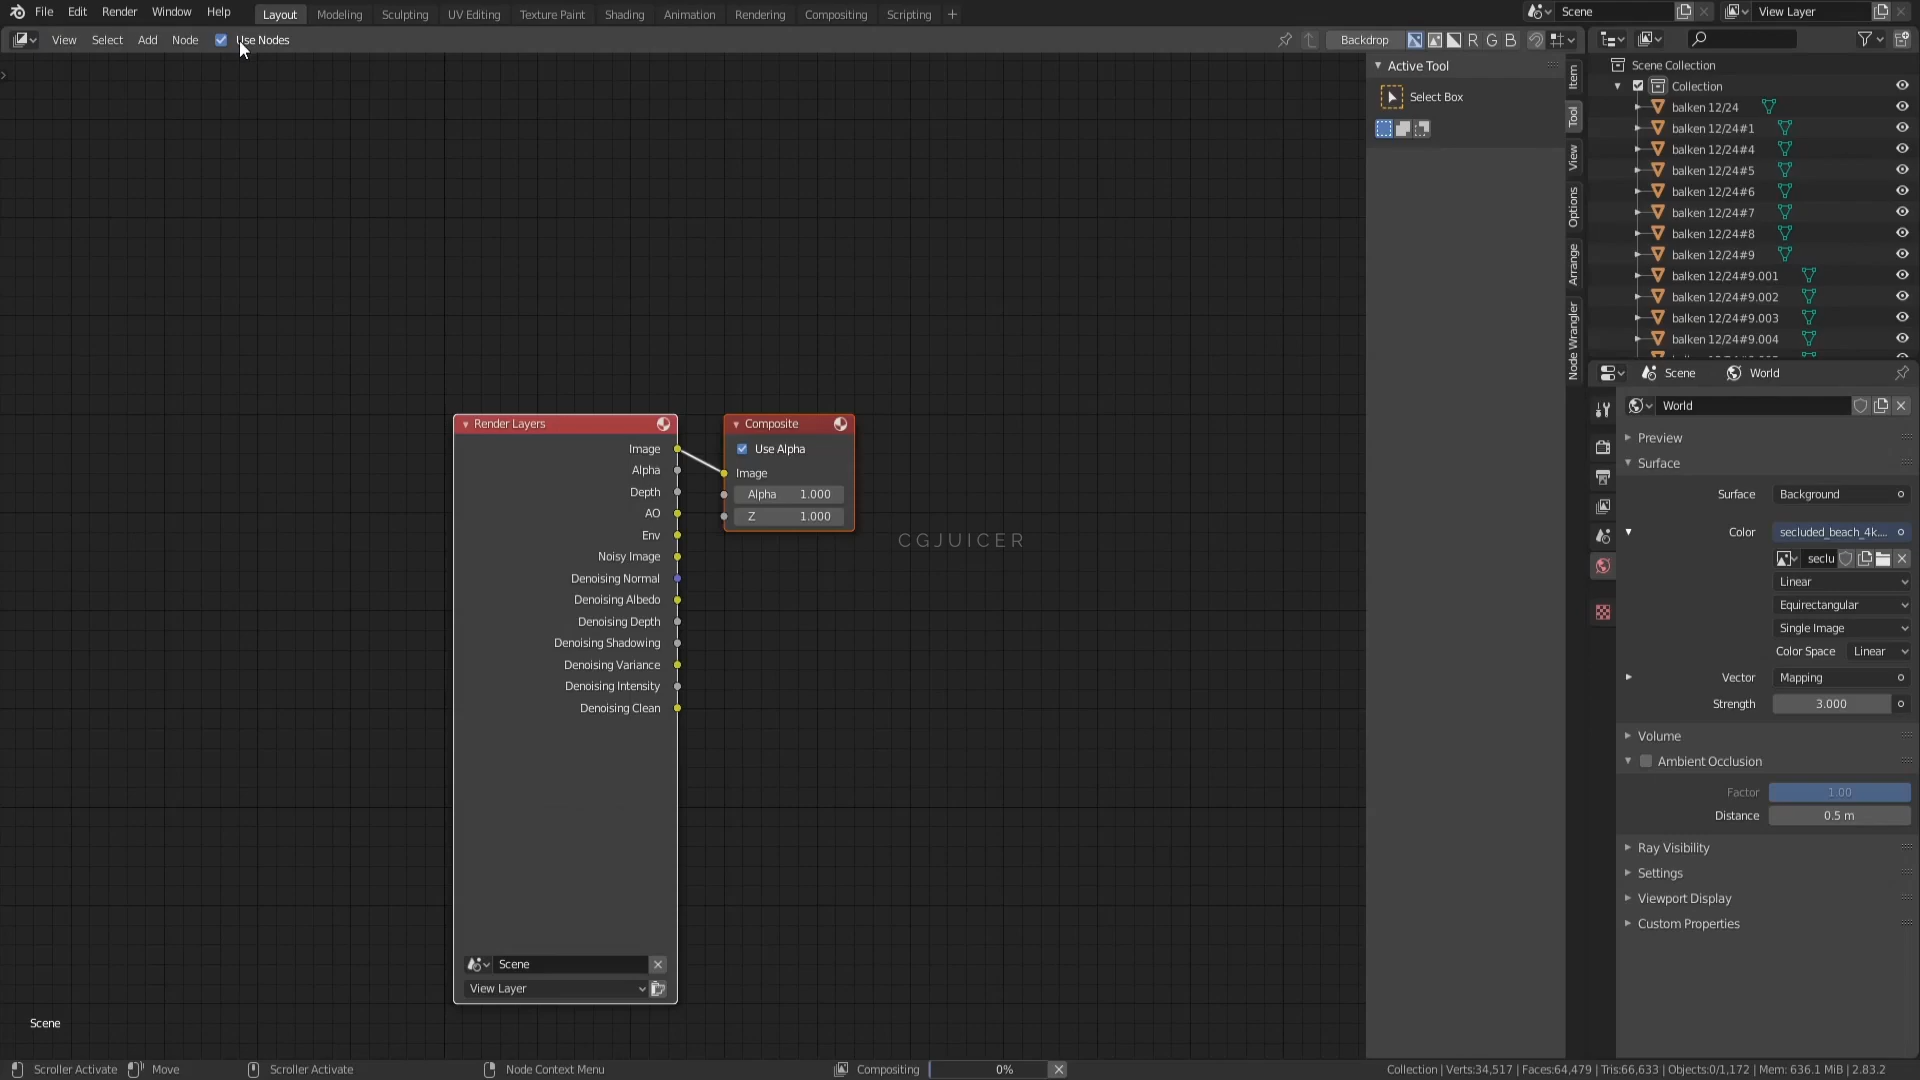 File Edit Render Window Help Layout Modeling Sculpting UV Editing Texture Paint Shading Animation Rendering Compositing Scripting + Scene View Layer
View Select Add Node Use Nodes Backdrop R G B
Active Tool
Select Box
Item
Tool
View
Options
Arrange
Node Wrangler
Scene Collection
Collection
balken 12/24
balken 12/24#1
balken 12/24#4
balken 12/24#5
balken 12/24#6
balken 12/24#7
balken 12/24#8
balken 12/24#9
balken 12/24#9.001
balken 12/24#9.002
balken 12/24#9.003
balken 12/24#9.004
Scene World
World
Preview
Surface
Surface Background
Color secluded_beach_4k....
seclu
Linear
Equirectangular
Single Image
Color Space Linear
Vector Mapping
Strength 3.000
Volume
Ambient Occlusion
Factor 1.00
Distance 0.5 m
Ray Visibility
Settings
Viewport Display
Custom Properties
Render Layers
Image
Alpha
Depth
AO
Env
Noisy Image
Denoising Normal
Denoising Albedo
Denoising Depth
Denoising Shadowing
Denoising Variance
Denoising Intensity
Denoising Clean
Scene
View Layer
Composite
Use Alpha
Image
Alpha 1.000
Z 1.000
CGJUICER
Scene
Scroller Activate Move Scroller Activate Node Context Menu Compositing 0% Collection | Verts:34,517 | Faces:64,479 | Tris:66,633 | Objects:0/1,172 | Mem: 636.1 MiB | 2.83.2